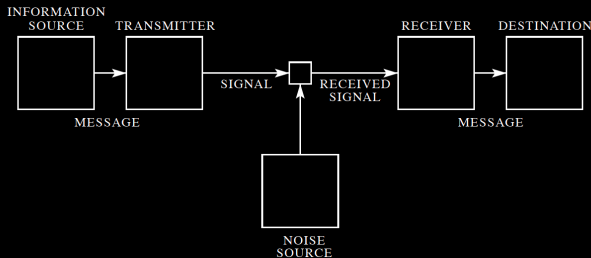 INFORMATION
SOURCE
TRANSMITTER
RECEIVER
DESTINATION
SIGNAL
RECEIVED
SIGNAL
MESSAGE
MESSAGE
NOISE
SOURCE